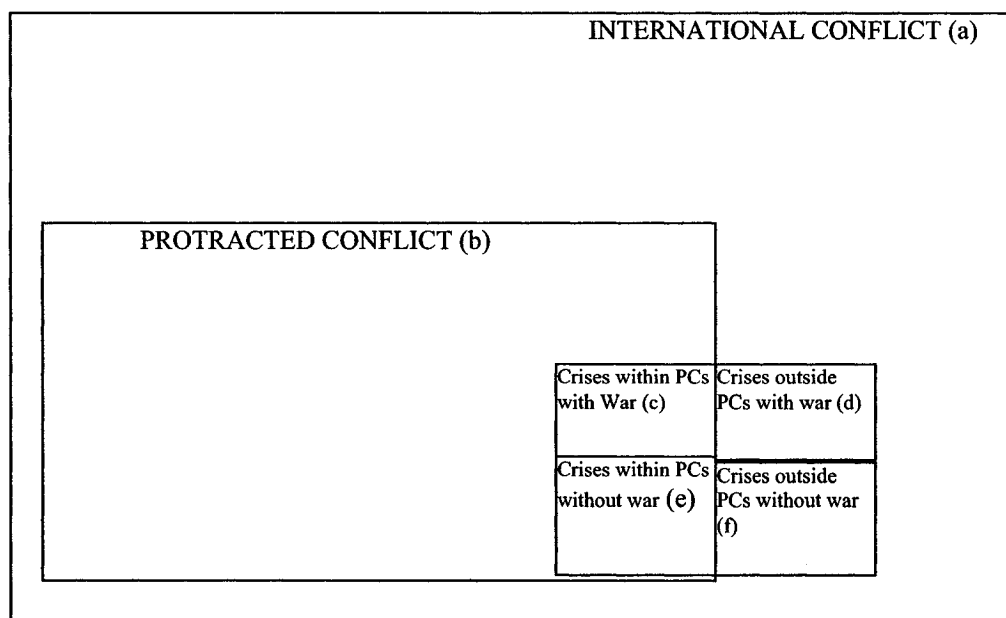 INTERNATIONAL CONFLICT (a)
PROTRACTED CONFLICT (b)
Crises within PCs
with War (c)
Crises outside
PCs with war (d)
Crises within PCs
without war (e)
Crises outside
PCs without war
(f)